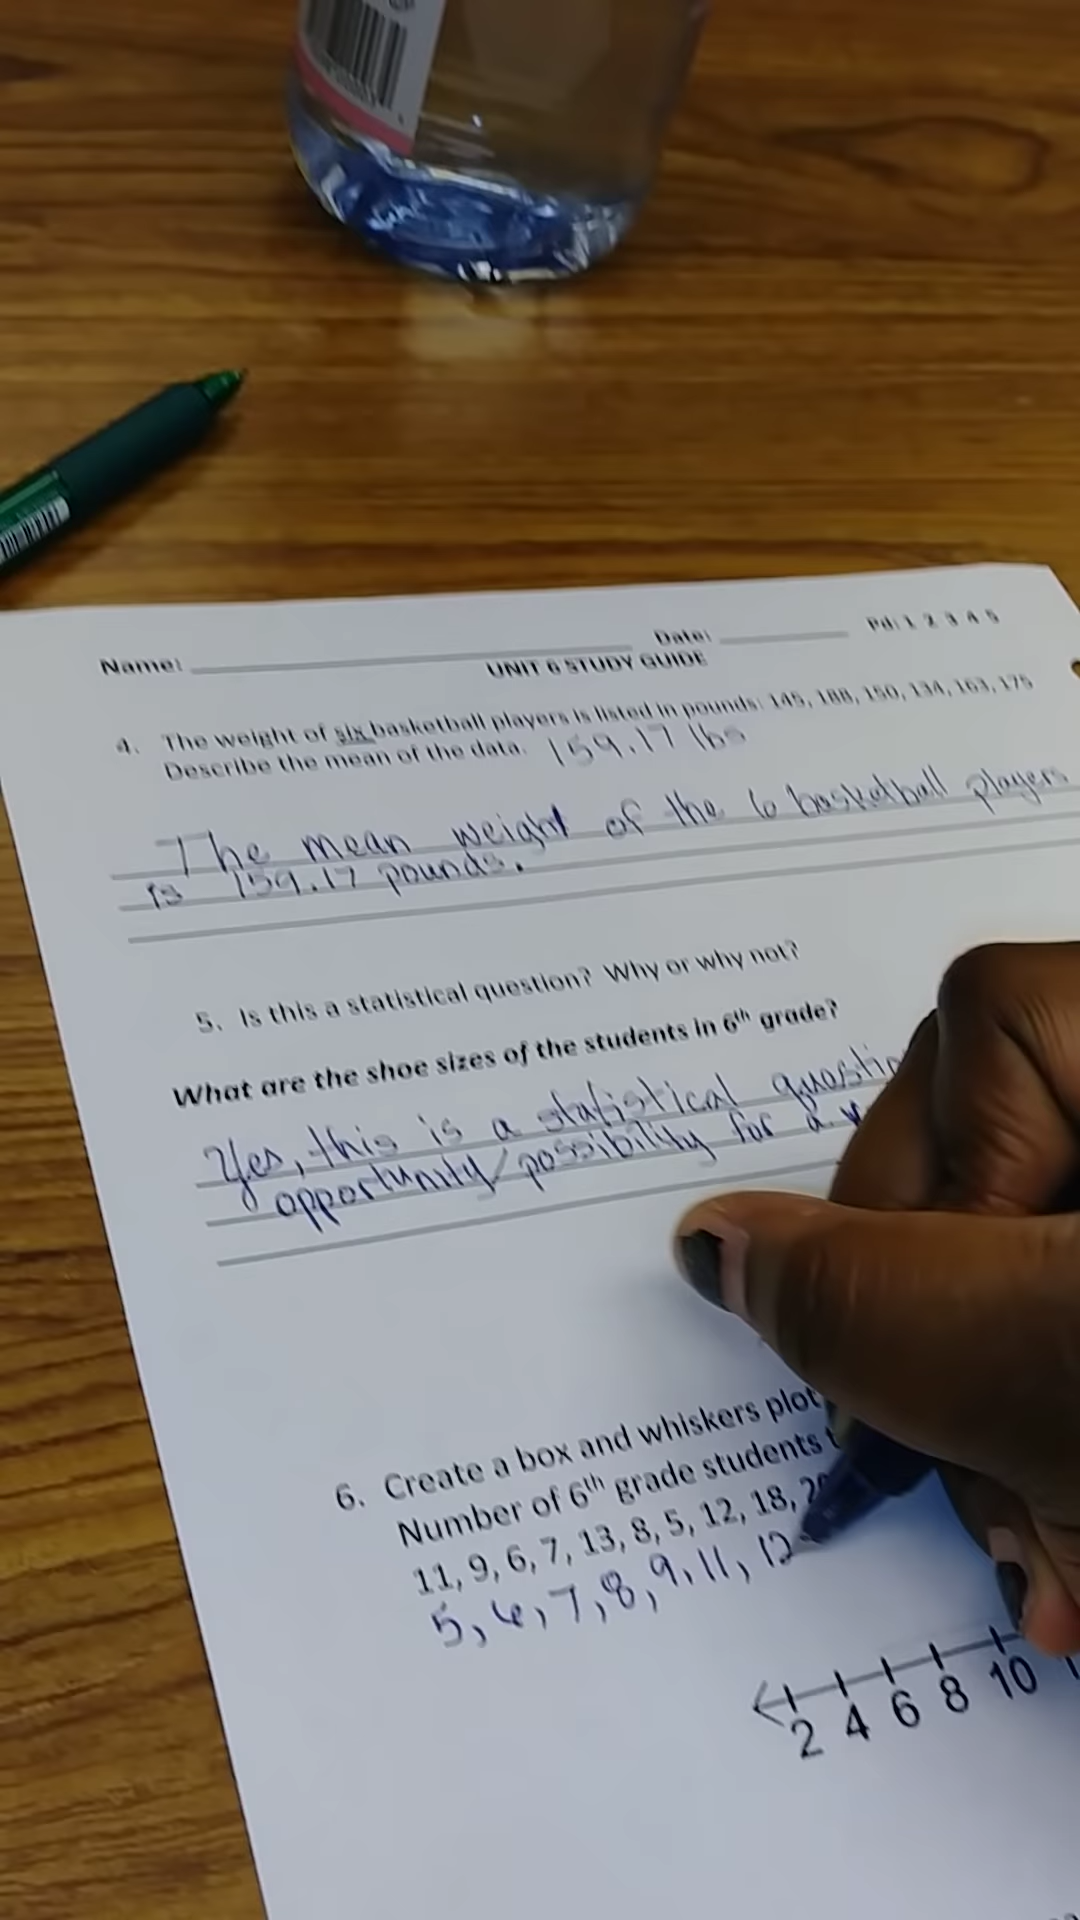 Name: Date: Pd: 1 2 3 4 5
UNIT 6 STUDY GUIDE
4. The weight of six basketball players is listed in pounds: 145, 188, 150, 134, 163, 175
Describe the mean of the data. 159.17 lbs
The mean weight of the 6 basketball players
is 159.17 pounds.
5. Is this a statistical question? Why or why not?
What are the shoe sizes of the students in 6th grade?
Yes, this is a statistical
opportunity/possibility for a
6. Create a box and whiskers plot
Number of 6th grade students
11, 9, 6, 7, 13, 8, 5, 12, 18,
5, 6, 7, 8, 9, 11, 12
2 4 6 8 10